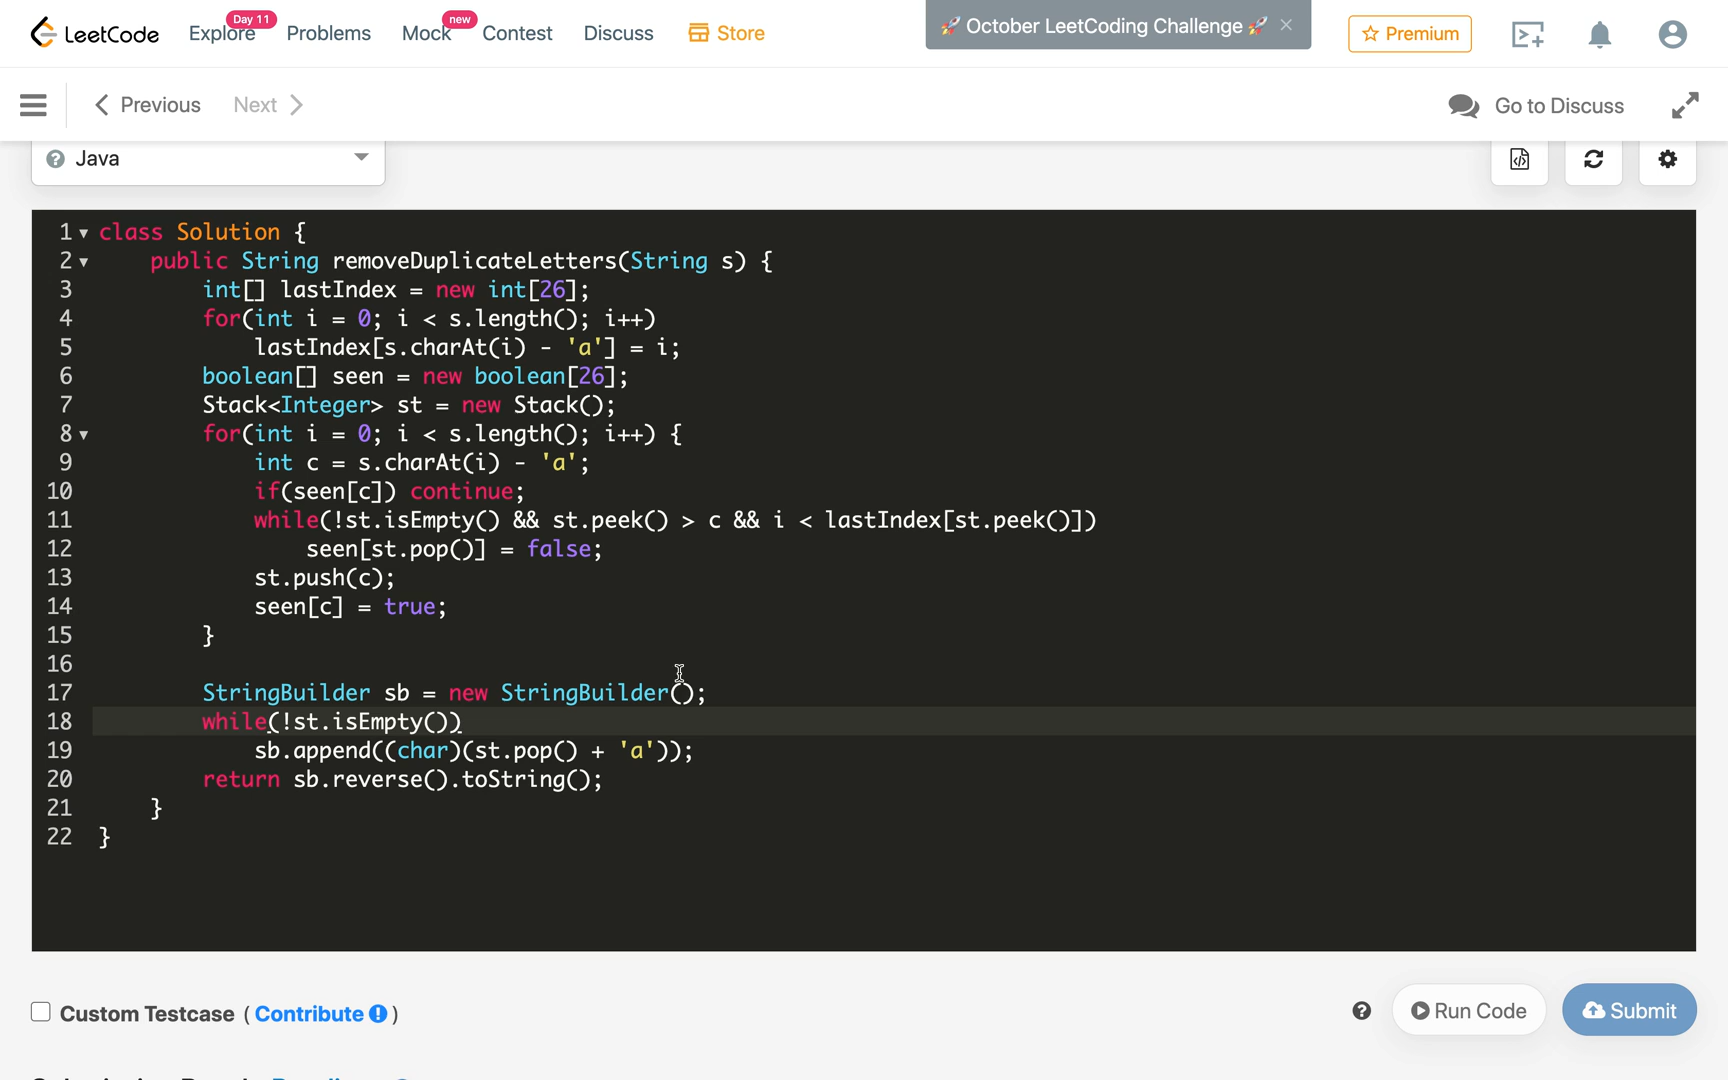 LeetCode Explore Day 11 Problems Mock new Contest Discuss Store 🚀 October LeetCoding Challenge 🚀 × Premium
Previous Next Go to Discuss
Java
1 class Solution {
2     public String removeDuplicateLetters(String s) {
3         int[] lastIndex = new int[26];
4         for(int i = 0; i < s.length(); i++)
5             lastIndex[s.charAt(i) - 'a'] = i;
6         boolean[] seen = new boolean[26];
7         Stack<Integer> st = new Stack();
8         for(int i = 0; i < s.length(); i++) {
9             int c = s.charAt(i) - 'a';
10             if(seen[c]) continue;
11             while(!st.isEmpty() && st.peek() > c && i < lastIndex[st.peek()])
12                 seen[st.pop()] = false;
13             st.push(c);
14             seen[c] = true;
15         }
16
17         StringBuilder sb = new StringBuilder();
18         while(!st.isEmpty())
19             sb.append((char)(st.pop() + 'a'));
20         return sb.reverse().toString();
21     }
22 }
Custom Testcase ( Contribute ) Run Code Submit